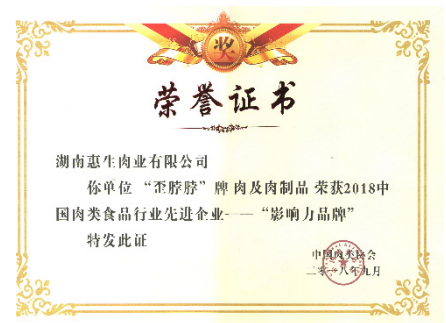 奖
荣誉证书
湖南惠生肉业有限公司
你单位 “歪脖脖”牌 肉及肉制品 荣获2018中
国肉类食品行业先进企业——“影响力品牌”
特发此证
中国肉类协会
二零一八年九月